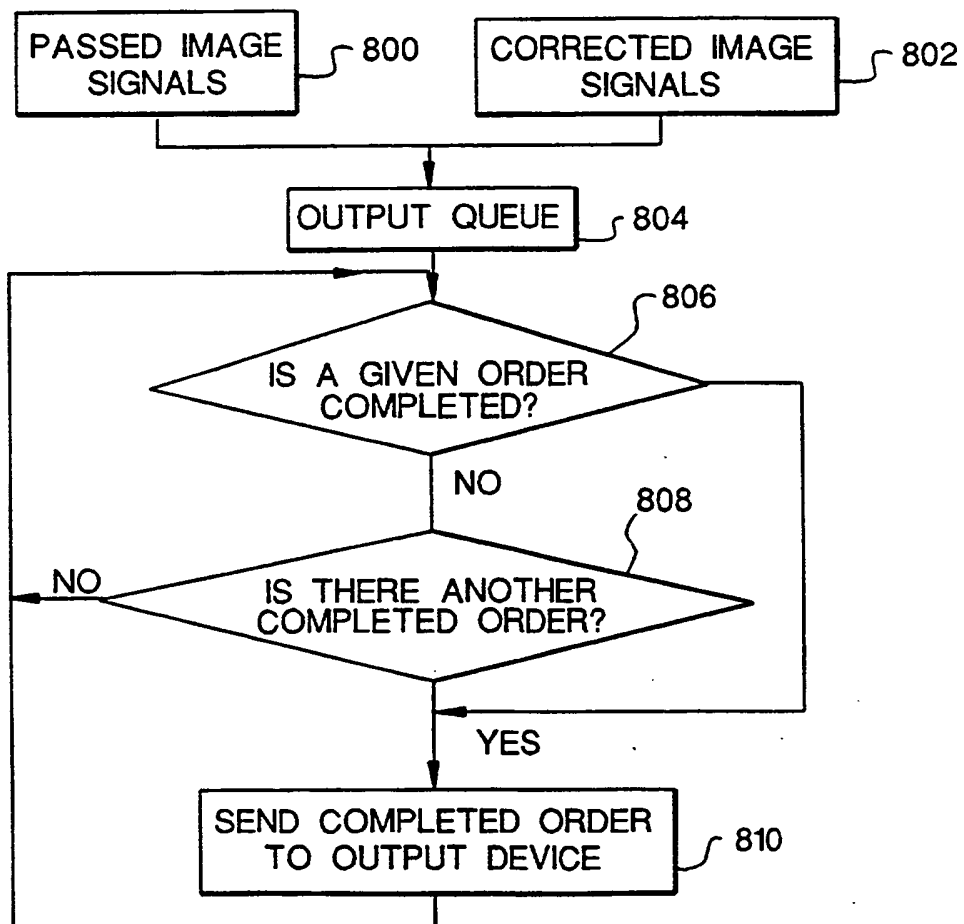 PASSED IMAGE
SIGNALS
800
CORRECTED IMAGE
SIGNALS
802
OUTPUT QUEUE
804
806
IS A GIVEN ORDER
COMPLETED?
NO
808
NO
IS THERE ANOTHER
COMPLETED ORDER?
YES
SEND COMPLETED ORDER
TO OUTPUT DEVICE
810